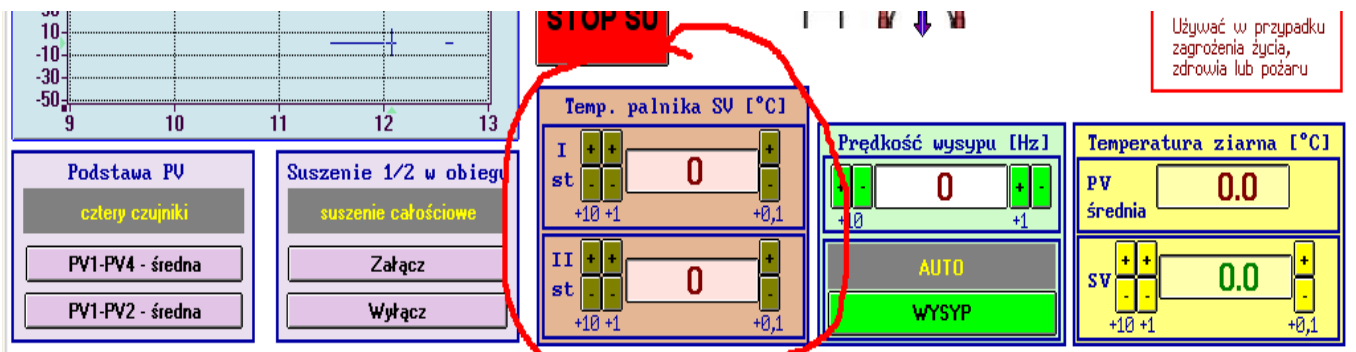 30
10
-10
-30
-50
9 10 11 12 13
STOP SU
Używać w przypadku
zagrożenia życia,
zdrowia lub pożaru
Podstawa PV
cztery czujniki
PV1-PV4 - średna
PV1-PV2 - średna
Suszenie 1/2 w obiegu
suszenie całościowe
Załącz
Wyłącz
Temp. palnika SV [°C]
I + + 0 +
st - - -
+10 +1 +0,1
II + + 0 +
st - - -
+10 +1 +0,1
Prędkość wysypu [Hz]
+ - 0 + -
+10 +1
AUTO
WYSYP
Temperatura ziarna [°C]
PV 0.0
średnia
SV + + 0.0 +
- - -
+10 +1 +0,1